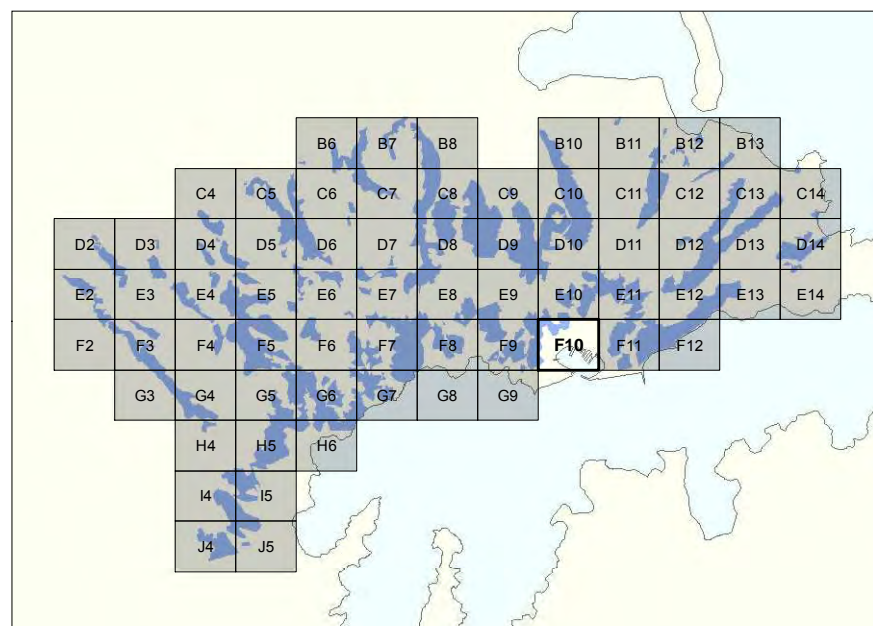 B6 B7 B8 B10 B11 B12 B13
C4 C5 C6 C7 C8 C9 C10 C11 C12 C13 C14
D2 D3 D4 D5 D6 D7 D8 D9 D10 D11 D12 D13 D14
E2 E3 E4 E5 E6 E7 E8 E9 E10 E11 E12 E13 E14
F2 F3 F4 F5 F6 F7 F8 F9 F10 F11 F12
G3 G4 G5 G6 G7 G8 G9
H4 H5 H6
I4 I5
J4 J5